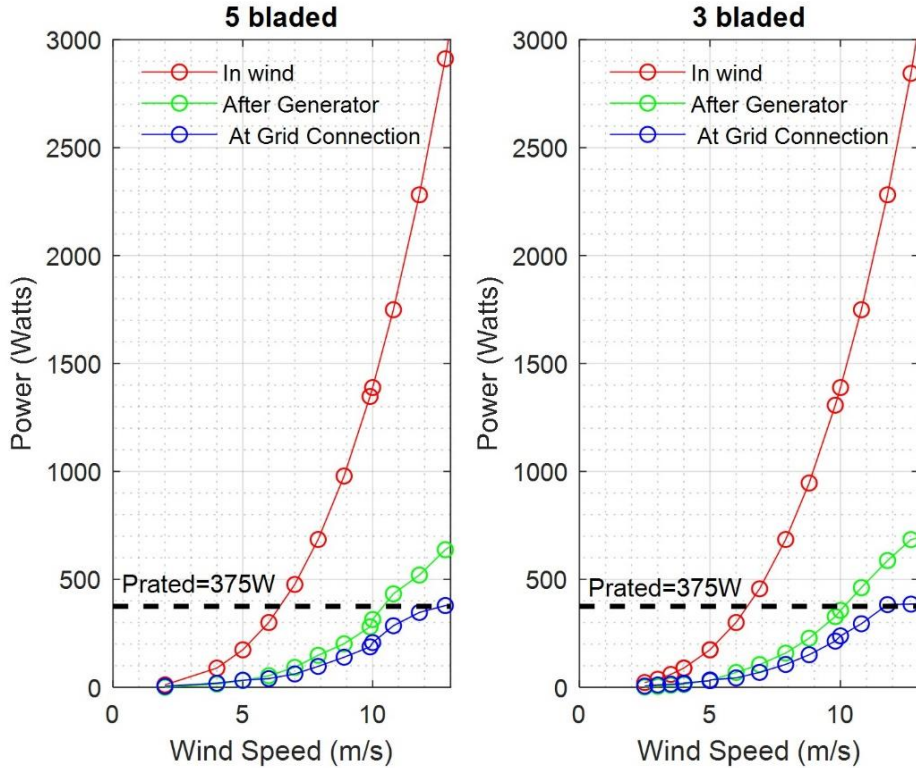 5 bladed
3000
2500
2000
1500
1000
500
0
Power (Watts)
In wind
After Generator
At Grid Connection
Prated=375W
0
5
10
Wind Speed (m/s)
3 bladed
3000
2500
2000
1500
1000
500
0
Power (Watts)
In wind
After Generator
At Grid Connection
Prated=375W
0
5
10
Wind Speed (m/s)